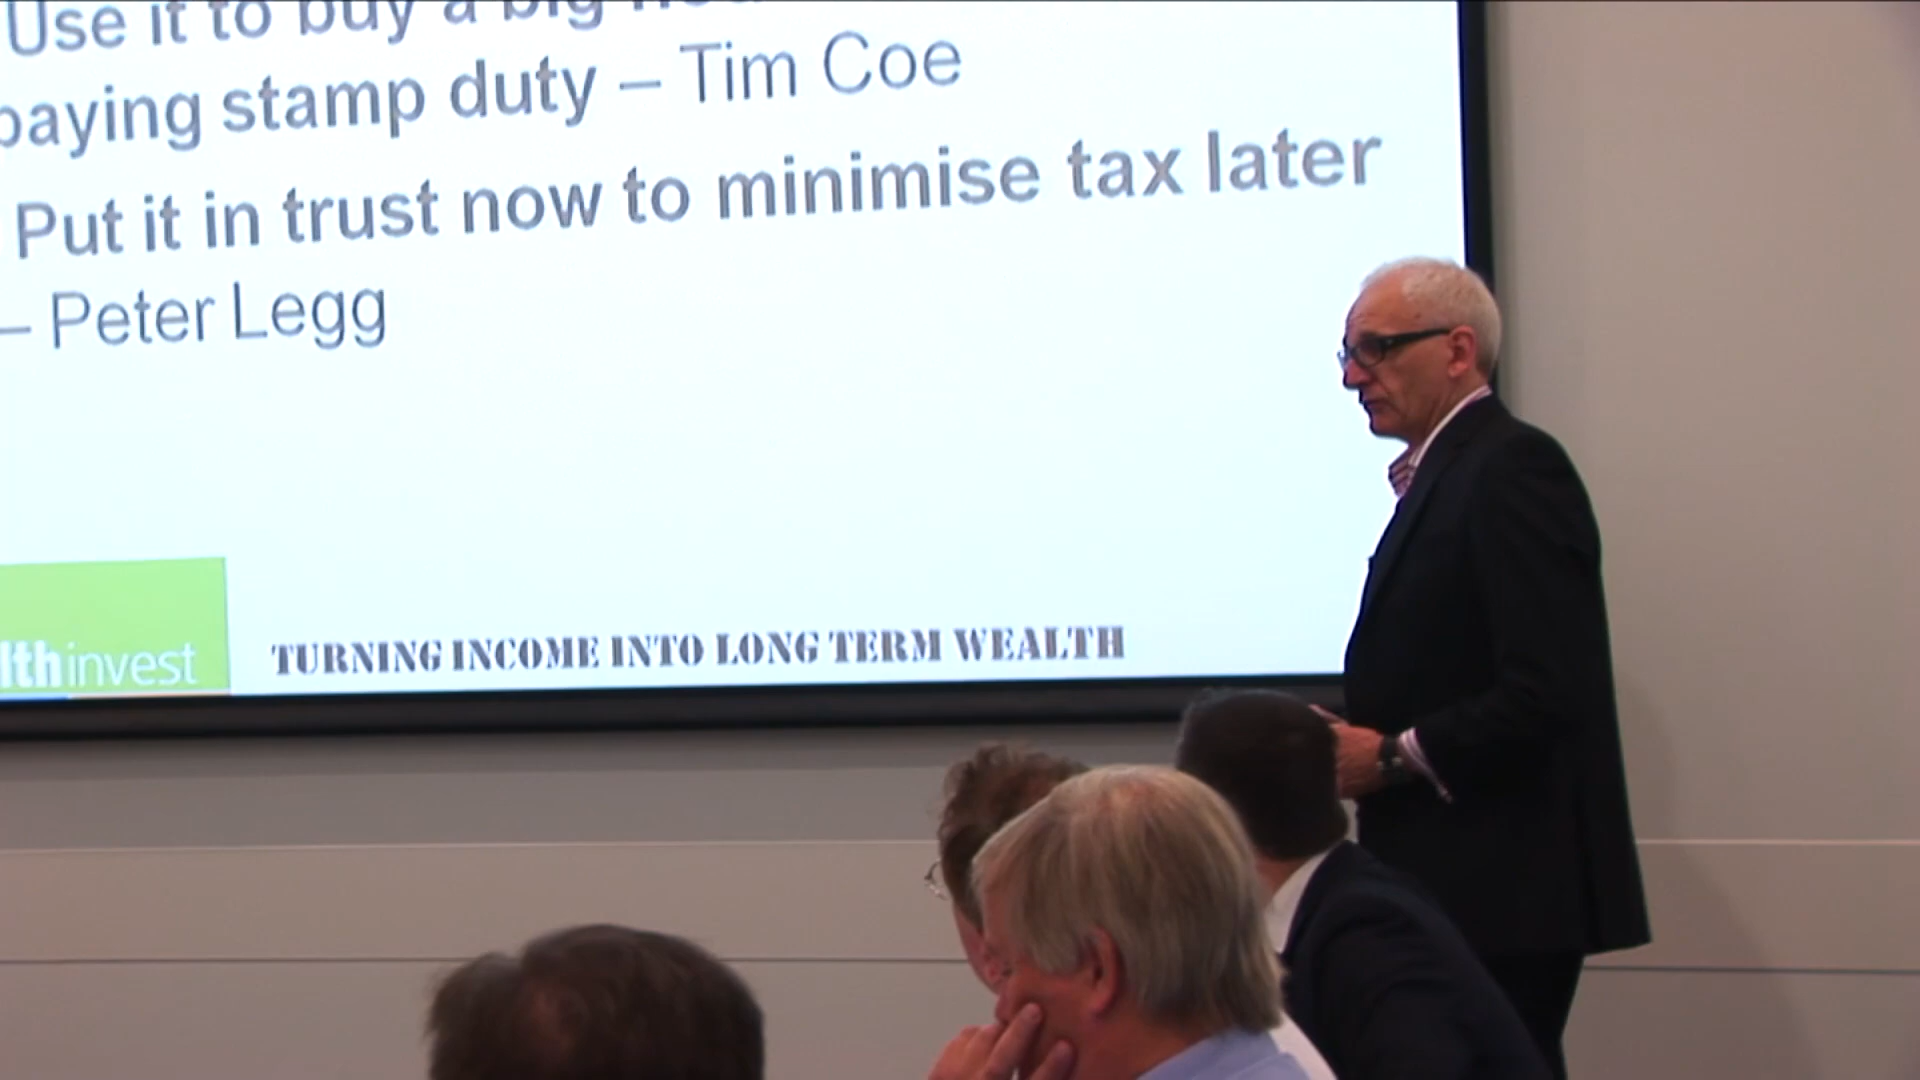 Use it to buy a big
paying stamp duty – Tim Coe
Put it in trust now to minimise tax later
– Peter Legg
lthinvest
TURNING INCOME INTO LONG TERM WEALTH